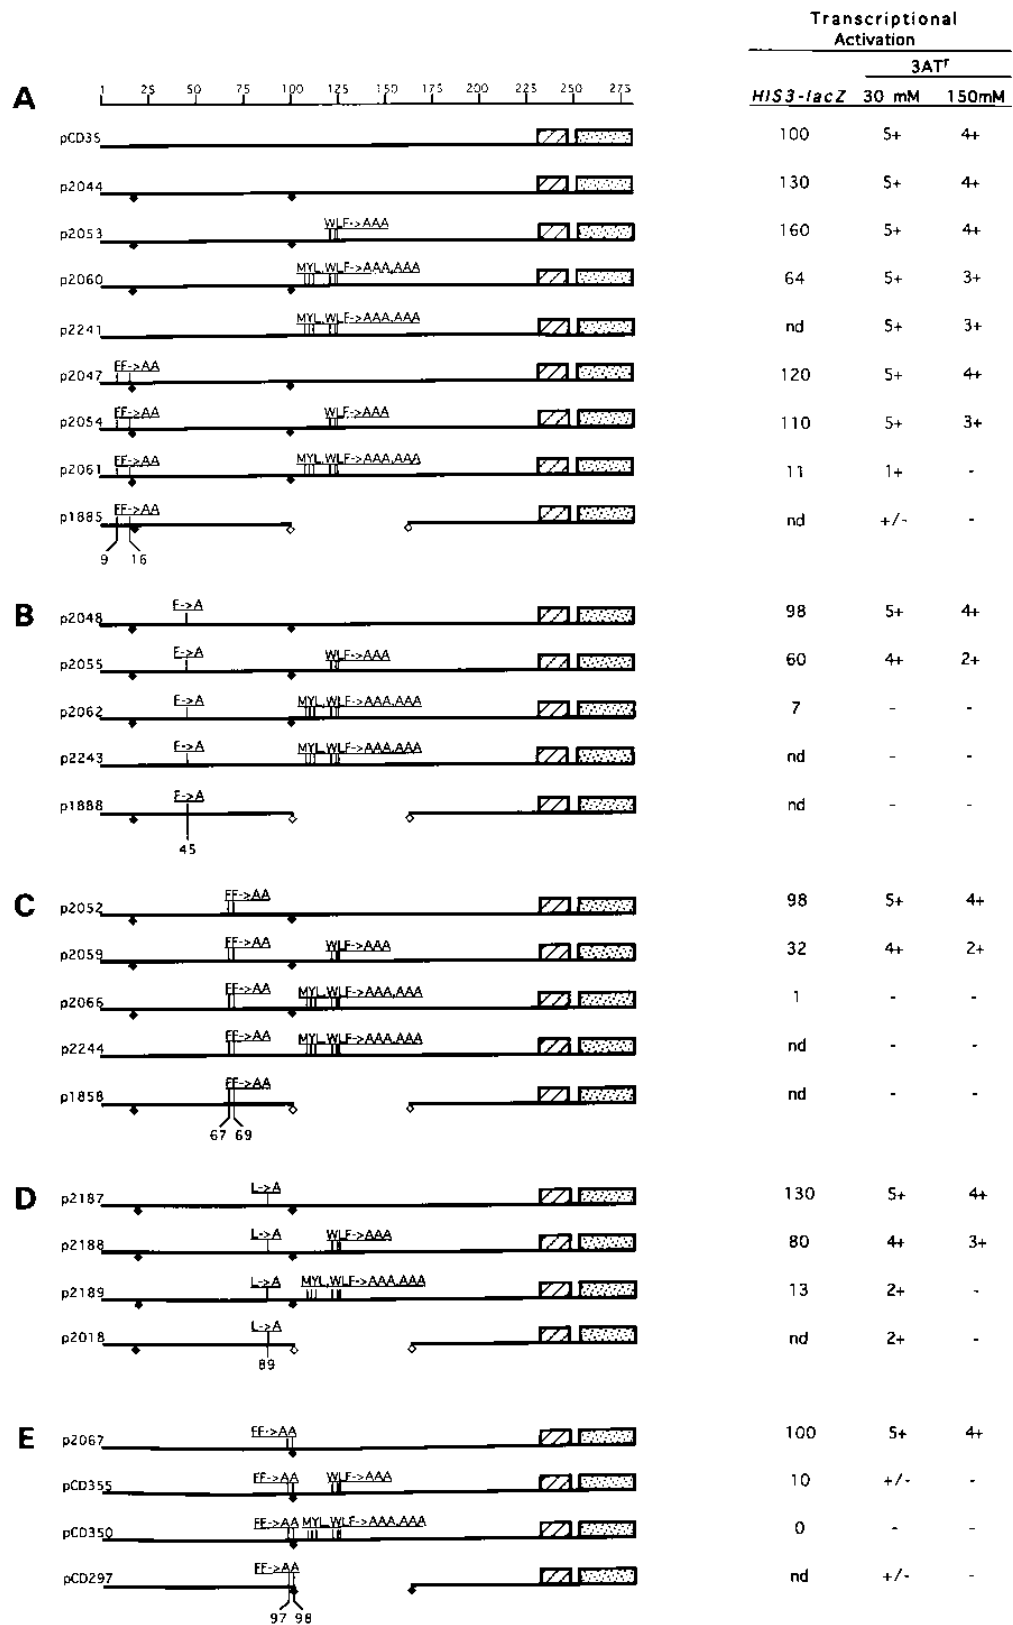 Transcriptional
Activation
3ATʳ
HIS3-lacZ 30 mM 150mM
A
1 25 50 75 100 125 150 175 200 225 250 275
pCD35 100 5+ 4+
p2044 130 5+ 4+
WLF->AAA
p2053 160 5+ 4+
MYL,WLF->AAA,AAA
p2060 64 5+ 3+
MYL,WLF->AAA,AAA
p2241 nd 5+ 3+
FF->AA
p2047 120 5+ 4+
FF->AA WLF->AAA
p2054 110 5+ 3+
FF->AA MYL,WLF->AAA,AAA
p2061 11 1+ -
FF->AA
p1885 nd +/- -
9 16
B
F->A
p2048 98 5+ 4+
F->A WLF->AAA
p2055 60 4+ 2+
F->A MYL,WLF->AAA,AAA
p2062 7 - -
F->A MYL,WLF->AAA,AAA
p2243 nd - -
F->A
p1888 nd - -
45
C
FF->AA
p2052 98 5+ 4+
FF->AA WLF->AAA
p2059 32 4+ 2+
FF->AA MYL,WLF->AAA,AAA
p2066 1 - -
FF->AA MYL,WLF->AAA,AAA
p2244 nd - -
FF->AA
p1858 nd - -
67 69
D
L->A
p2187 130 5+ 4+
L->A WLF->AAA
p2188 80 4+ 3+
L->A MYL,WLF->AAA,AAA
p2189 13 2+ -
L->A
p2018 nd 2+ -
89
E
FF->AA
p2067 100 5+ 4+
FF->AA WLF->AAA
pCD355 10 +/- -
FF->AA MYL,WLF->AAA,AAA
pCD350 0 - -
FF->AA
pCD297 nd +/- -
97 98